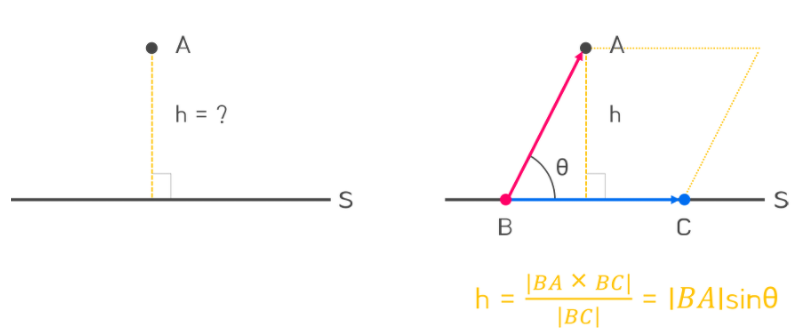 A
h = ?
S
A
h
θ
S
B
C
h = |BA × BC| / |BC| = |BA|sinθ